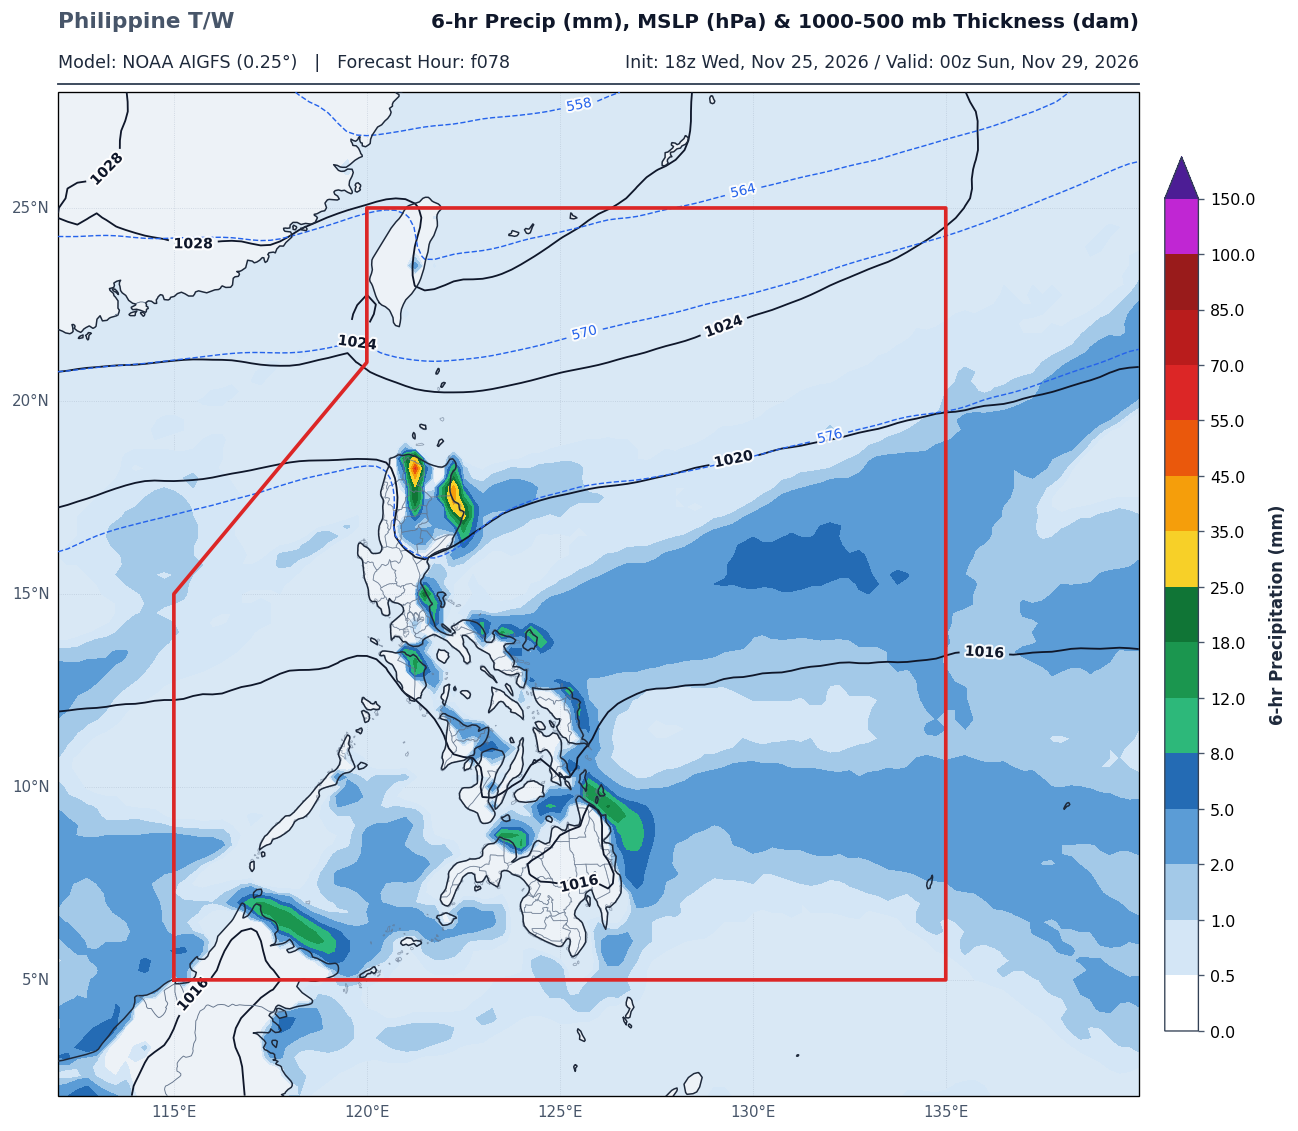 Philippine T/W
6-hr Precip (mm), MSLP (hPa) & 1000-500 mb Thickness (dam)
Model: NOAA AIGFS (0.25°) | Forecast Hour: f078
Init: 18z Wed, Nov 25, 2026 / Valid: 00z Sun, Nov 29, 2026
558
1028
564
25°N
1028
570
1024
1024
20°N
576
1020
15°N
1016
10°N
1016
5°N
1016
115°E
120°E
125°E
130°E
135°E
150.0
100.0
85.0
70.0
55.0
45.0
35.0
25.0
18.0
12.0
8.0
5.0
2.0
1.0
0.5
0.0
6-hr Precipitation (mm)